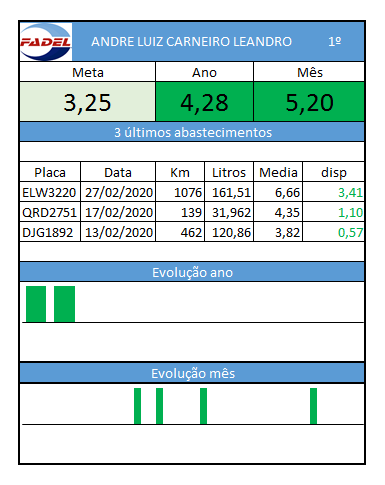 FADEL ANDRE LUIZ CARNEIRO LEANDRO 1º
Meta Ano Mês
3,25 4,28 5,20
3 últimos abastecimentos
Placa Data Km Litros Media disp
ELW3220 27/02/2020 1076 161,51 6,66 3,41
QRD2751 17/02/2020 139 31,962 4,35 1,10
DJG1892 13/02/2020 462 120,86 3,82 0,57
Evolução ano
Evolução mês